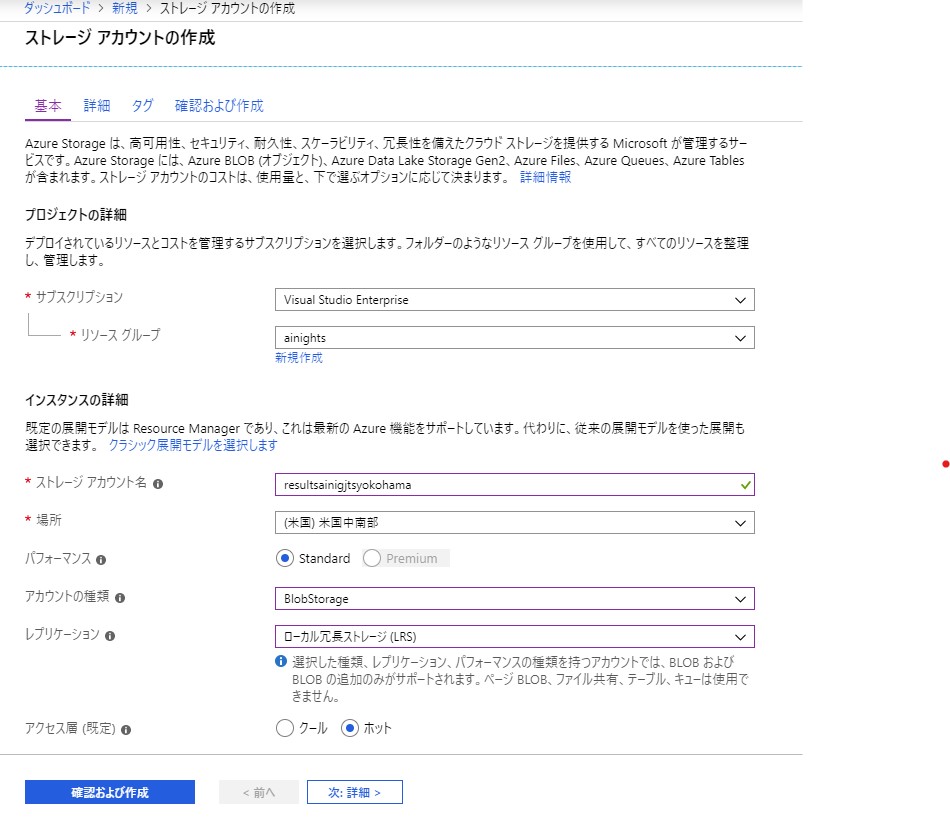 ダッシュボード > 新規 > ストレージ アカウントの作成
ストレージ アカウントの作成
基本 詳細 タグ 確認および作成
Azure Storage は、高可用性、セキュリティ、耐久性、スケーラビリティ、冗長性を備えたクラウド ストレージを提供する Microsoft が管理するサー
ビスです。Azure Storage には、Azure BLOB (オブジェクト)、Azure Data Lake Storage Gen2、Azure Files、Azure Queues、Azure Tables
が含まれます。ストレージ アカウントのコストは、使用量と、下で選ぶオプションに応じて決まります。 詳細情報
プロジェクトの詳細
デプロイされているリソースとコストを管理するサブスクリプションを選択します。フォルダーのようなリソース グループを使用して、すべてのリソースを整理
し、管理します。
* サブスクリプション Visual Studio Enterprise
* リソース グループ ainights
新規作成
インスタンスの詳細
既定の展開モデルは Resource Manager であり、これは最新の Azure 機能をサポートしています。代わりに、従来の展開モデルを使った展開も
選択できます。 クラシック展開モデルを選択します
* ストレージ アカウント名 resultsainigjtsyokohama
* 場所 (米国) 米国中南部
パフォーマンス Standard Premium
アカウントの種類 BlobStorage
レプリケーション ローカル冗長ストレージ (LRS)
選択した種類、レプリケーション、パフォーマンスの種類を持つアカウントでは、BLOB および
BLOB の追加のみがサポートされます。ページ BLOB、ファイル共有、テーブル、キューは使用で
きません。
アクセス層 (既定) クール ホット
確認および作成 < 前へ 次: 詳細 >